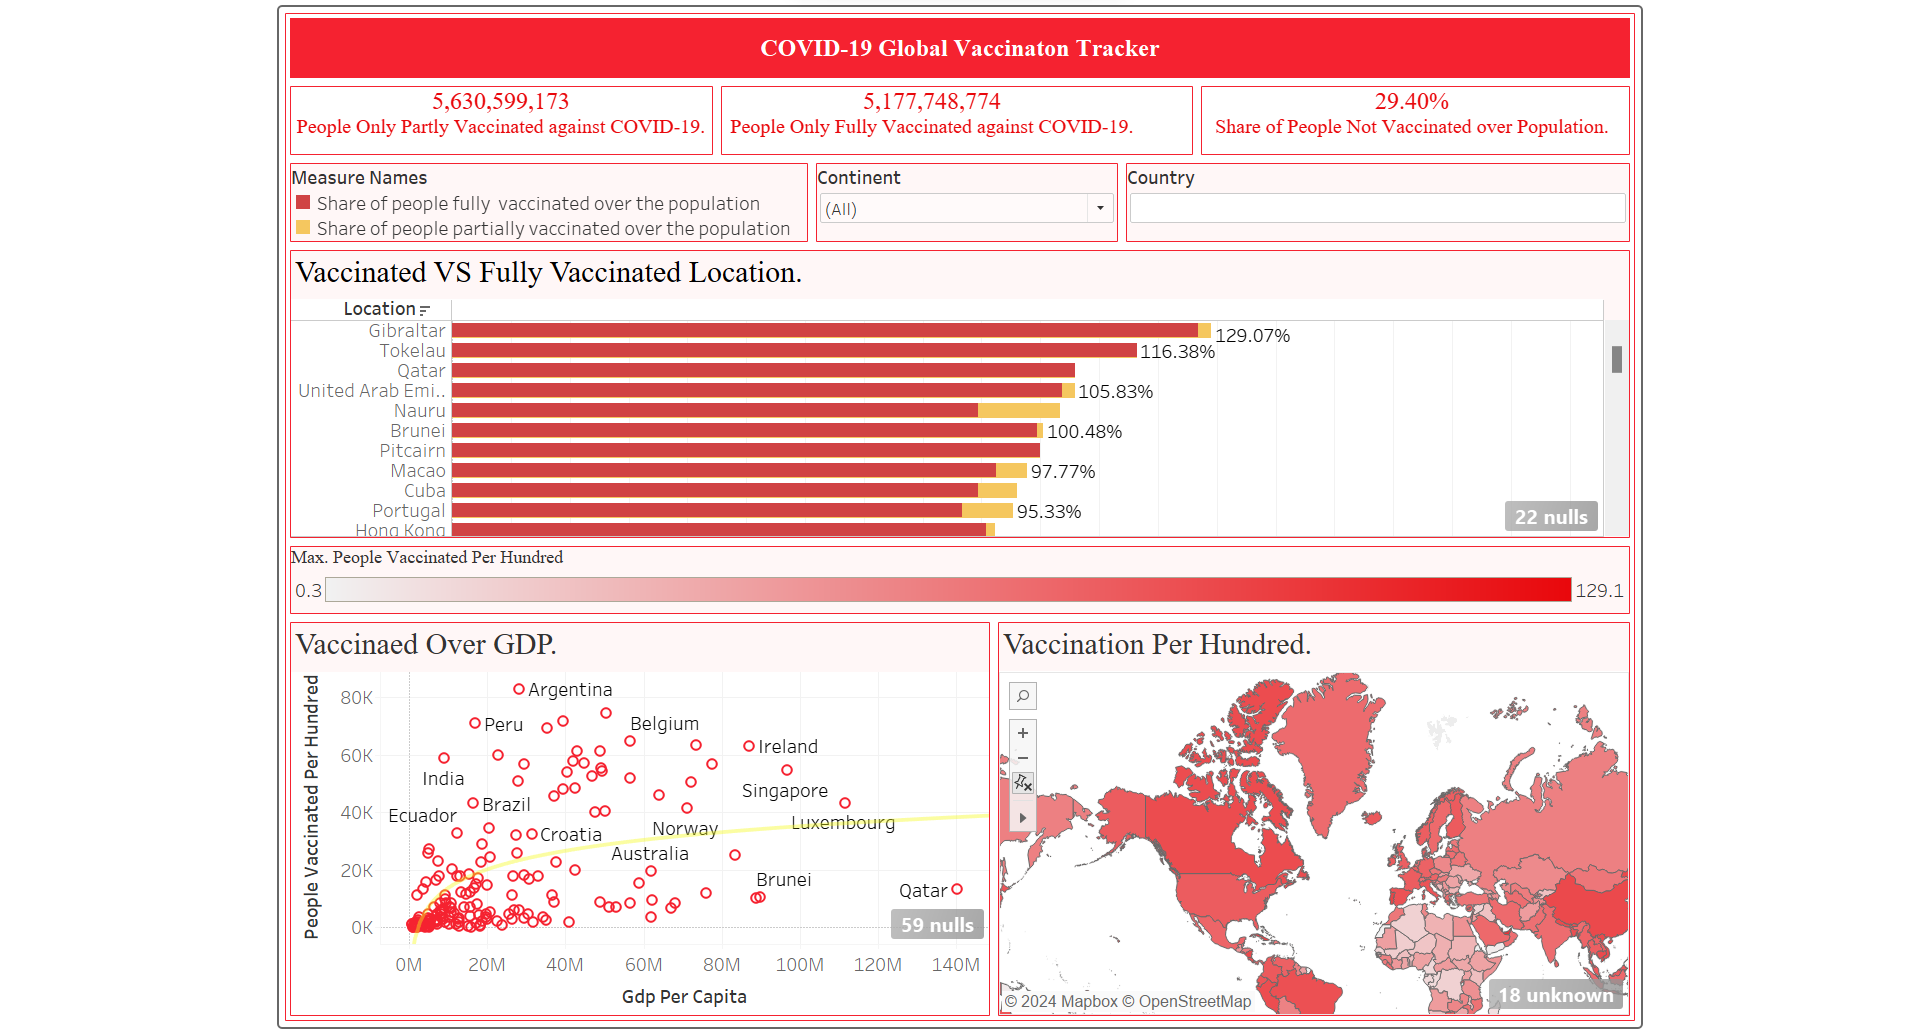 COVID-19 Global Vaccinaton Tracker
5,630,599,173
People Only Partly Vaccinated against COVID-19.
5,177,748,774
People Only Fully Vaccinated against COVID-19.
29.40%
Share of People Not Vaccinated over Population.
Measure Names
Share of people fully  vaccinated over the population
Share of people partially vaccinated over the population
Continent
(All)
Country
Vaccinated VS Fully Vaccinated Location.
Location
Gibraltar 129.07%
Tokelau 116.38%
Qatar
United Arab Emi.. 105.83%
Nauru
Brunei 100.48%
Pitcairn
Macao 97.77%
Cuba
Portugal 95.33%
Hong Kong
22 nulls
Max. People Vaccinated Per Hundred
0.3 129.1
Vaccinaed Over GDP.
People Vaccinated Per Hundred
80K
60K
40K
20K
0K
Argentina
Peru
Belgium
Ireland
India
Singapore
Ecuador
Brazil
Luxembourg
Croatia
Norway
Australia
Brunei
Qatar
59 nulls
0M 20M 40M 60M 80M 100M 120M 140M
Gdp Per Capita
Vaccination Per Hundred.
© 2024 Mapbox © OpenStreetMap
18 unknown